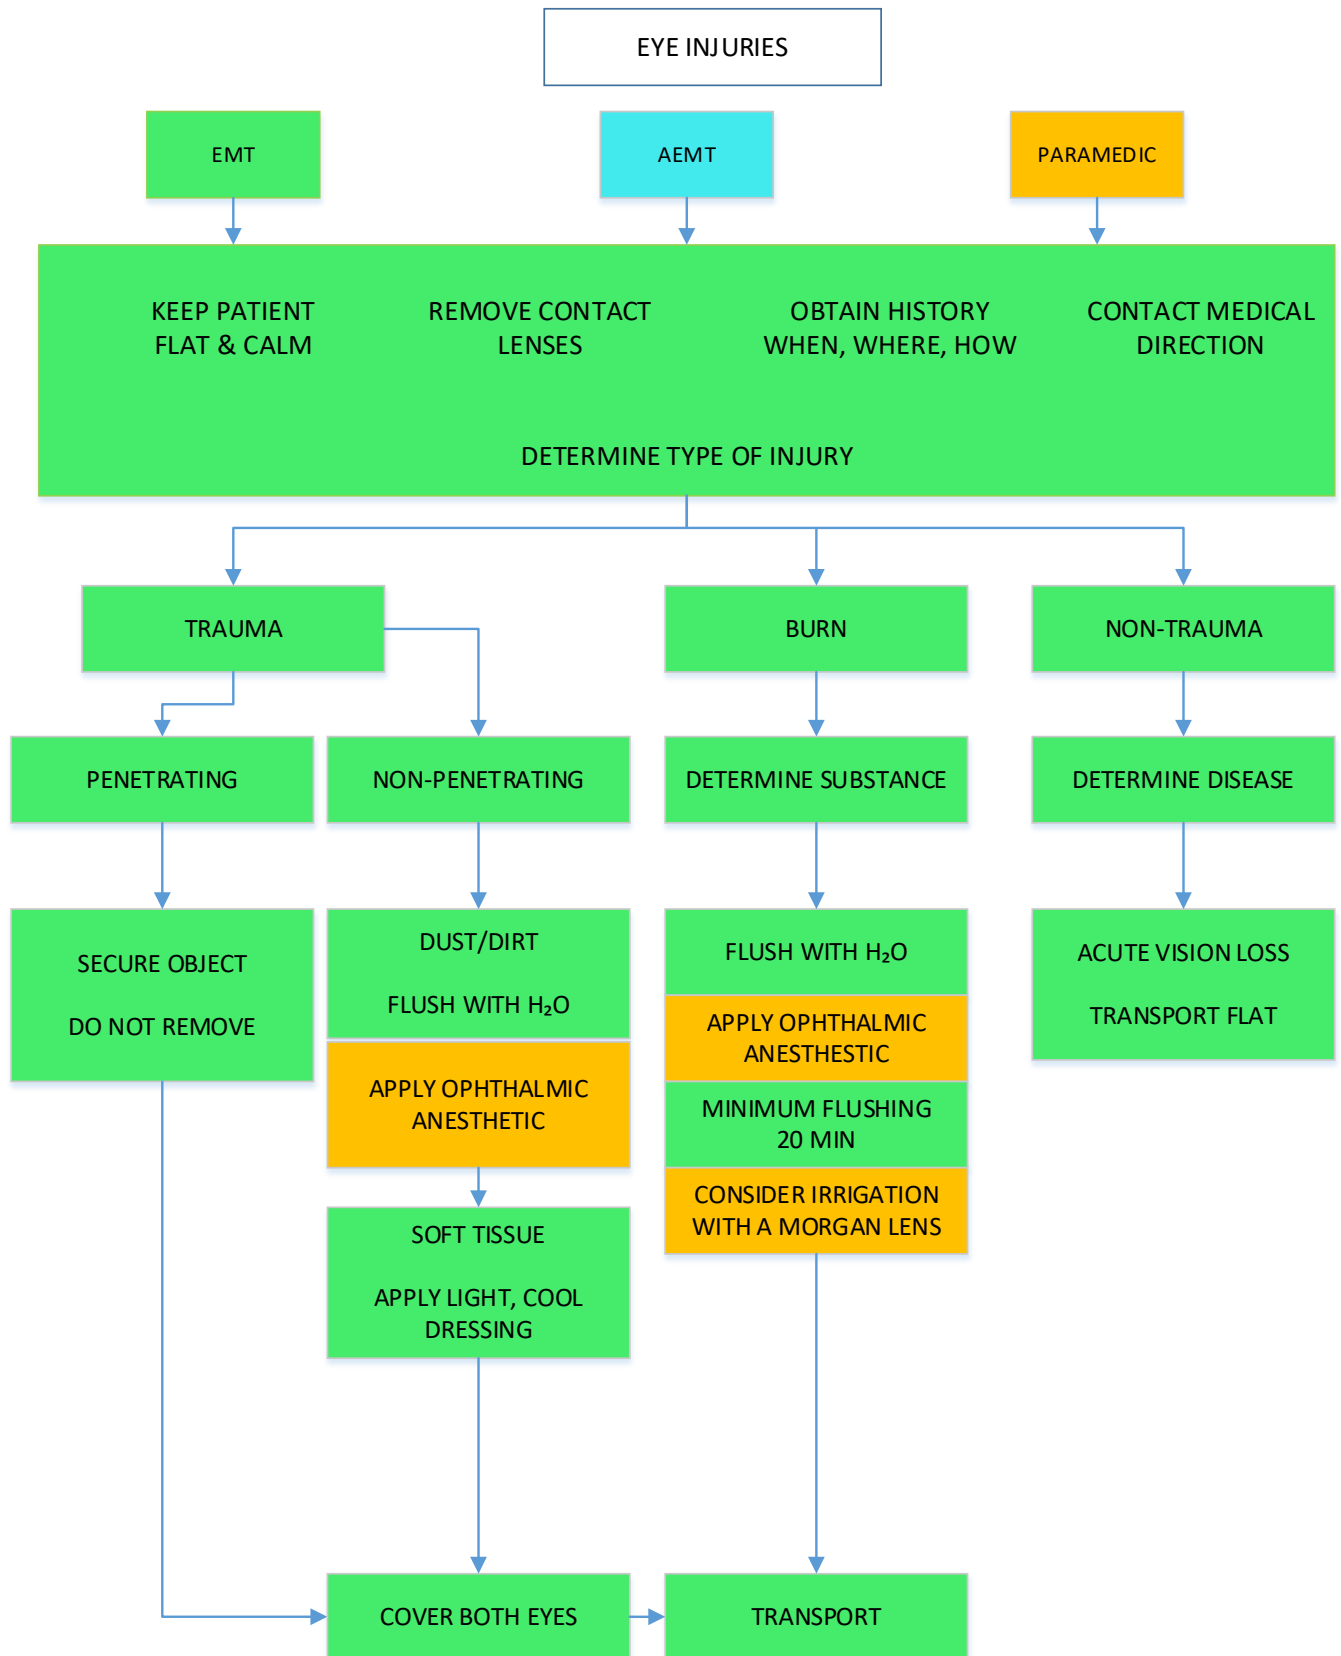 EYE INJURIES
EMT
AEMT
PARAMEDIC
KEEP PATIENT
FLAT & CALM
REMOVE CONTACT
LENSES
OBTAIN HISTORY
WHEN, WHERE, HOW
CONTACT MEDICAL
DIRECTION
DETERMINE TYPE OF INJURY
TRAUMA
BURN
NON-TRAUMA
PENETRATING
NON-PENETRATING
DETERMINE SUBSTANCE
DETERMINE DISEASE
SECURE OBJECT
DO NOT REMOVE
DUST/DIRT
FLUSH WITH H₂O
APPLY OPHTHALMIC
ANESTHETIC
SOFT TISSUE
APPLY LIGHT, COOL
DRESSING
FLUSH WITH H₂O
APPLY OPHTHALMIC
ANESTHESTIC
MINIMUM FLUSHING
20 MIN
CONSIDER IRRIGATION
WITH A MORGAN LENS
ACUTE VISION LOSS
TRANSPORT FLAT
COVER BOTH EYES
TRANSPORT